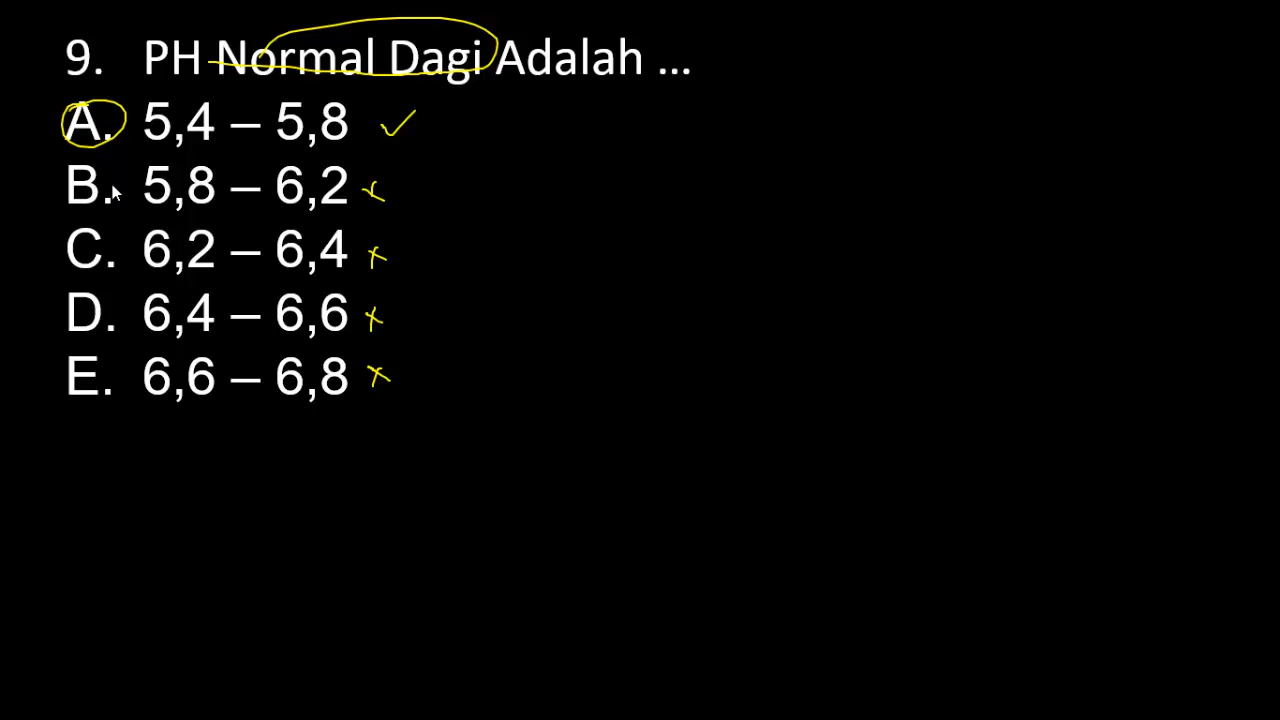 9. PH Normal Dagi Adalah ...
A. 5,4 – 5,8
B. 5,8 – 6,2
C. 6,2 – 6,4
D. 6,4 – 6,6
E. 6,6 – 6,8